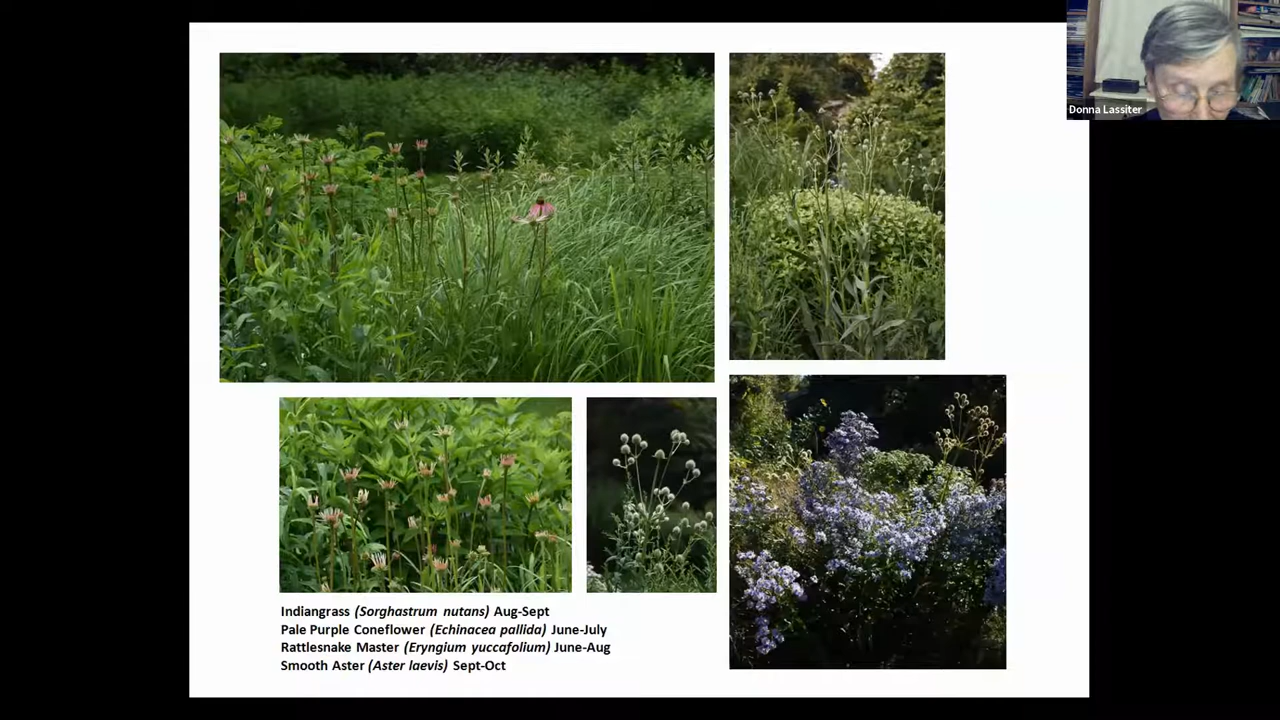 Donna Lassiter
Indiangrass (Sorghastrum nutans) Aug-Sept
Pale Purple Coneflower (Echinacea pallida) June-July
Rattlesnake Master (Eryngium yuccafolium) June-Aug
Smooth Aster (Aster laevis) Sept-Oct